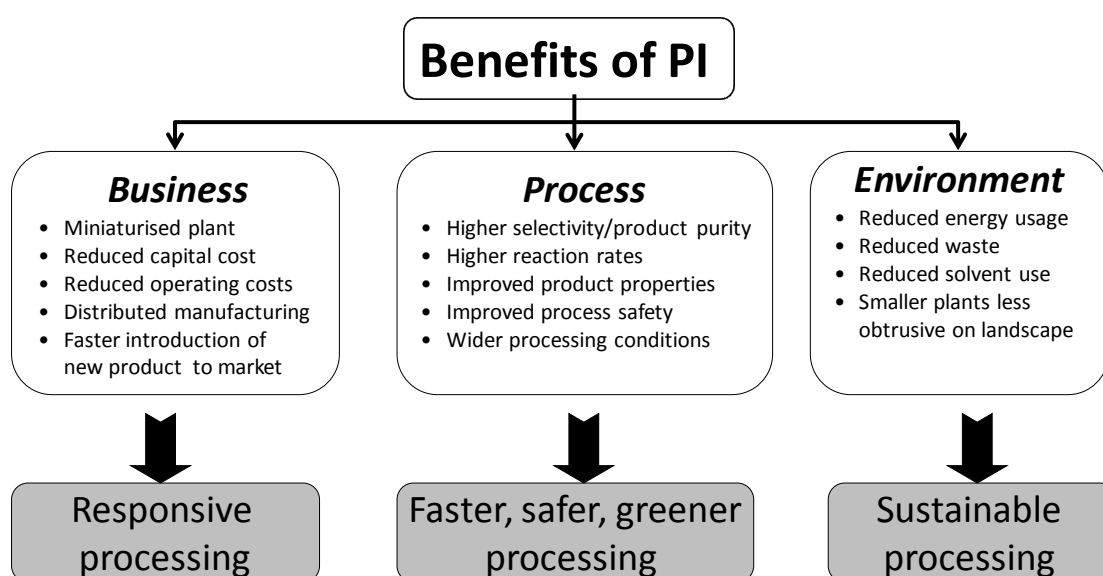 Benefits of PI
Business
• Miniaturised plant
• Reduced capital cost
• Reduced operating costs
• Distributed manufacturing
• Faster introduction of
new product to market
Process
• Higher selectivity/product purity
• Higher reaction rates
• Improved product properties
• Improved process safety
• Wider processing conditions
Environment
• Reduced energy usage
• Reduced waste
• Reduced solvent use
• Smaller plants less
obtrusive on landscape
Responsive
processing
Faster, safer, greener
processing
Sustainable
processing